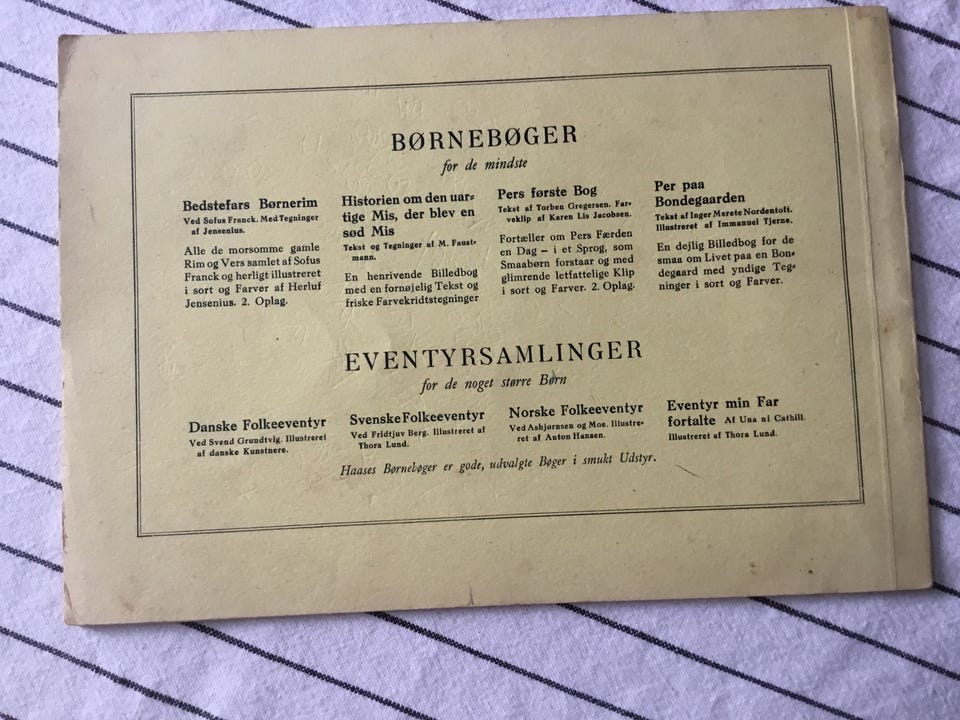 BØRNEBØGER
for de mindste
Bedstefars Børnerim
Ved Sofus Franck. Med Tegninger
af Jensenius.
Alle de morsomme gamle
Rim og Vers samlet af Sofus
Franck og herligt illustreret
i sort og Farver af Herluf
Jensenius. 2. Oplag.
Historien om den uar-
tige Mis, der blev en
sød Mis
Tekst og Tegninger af M. Faust-
mann.
En henrivende Billedbog
med en fornøjelig Tekst og
friske Farvekridtstegninger
Pers første Bog
Tekst af Torben Gregersen. Far-
veklip af Karen Lis Jacobsen.
Fortæller om Pers Færden
en Dag – i et Sprog, som
Smaabørn forstaar og med
glimrende letfattelige Klip
i sort og Farver. 2. Oplag.
Per paa
Bondegaarden
Tekst af Inger Merete Nordentoft.
Illustreret af Immanuel Tjerne.
En dejlig Billedbog for de
smaa om Livet paa en Bon-
degaard med yndige Teg-
ninger i sort og Farver.
EVENTYRSAMLINGER
for de noget større Børn
Danske Folkeeventyr
Ved Svend Grundtvig. Illustreret
af danske Kunstnere.
Svenske Folkeeventyr
Ved Fridtjuv Berg. Illustreret af
Thora Lund.
Norske Folkeeventyr
Ved Asbjørnsen og Moe. Illustre-
ret af Anton Hansen.
Eventyr min Far
fortalte Af Una ni Cathill.
Illustreret af Thora Lund.
Haases Børnebøger er gode, udvalgte Bøger i smukt Udstyr.